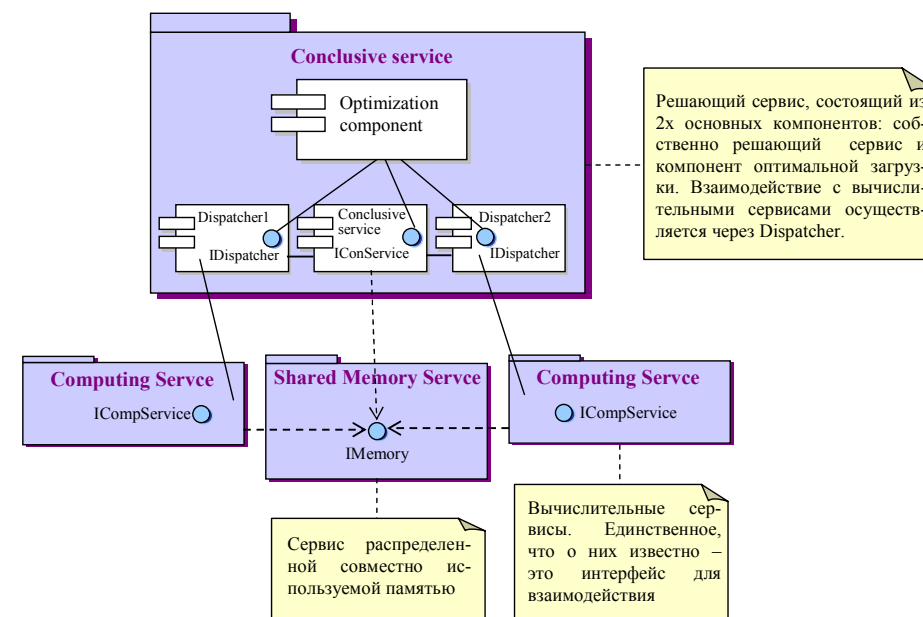 Conclusive service
Optimization
component
Dispatcher1
IDispatcher
Conclusive
service
IConService
Dispatcher2
IDispatcher
Решающий сервис, состоящий из
2х основных компонентов: соб-
ственно решающий сервис и
компонент оптимальной загруз-
ки. Взаимодействие с вычисли-
тельными сервисами осуществ-
ляется через Dispatcher.
Computing Servce
ICompService
Shared Memory Servce
IMemory
Computing Servce
ICompService
Сервис распределен-
ной совместно ис-
пользуемой памятью
Вычислительные сер-
висы. Единственное,
что о них известно –
это интерфейс для
взаимодействия